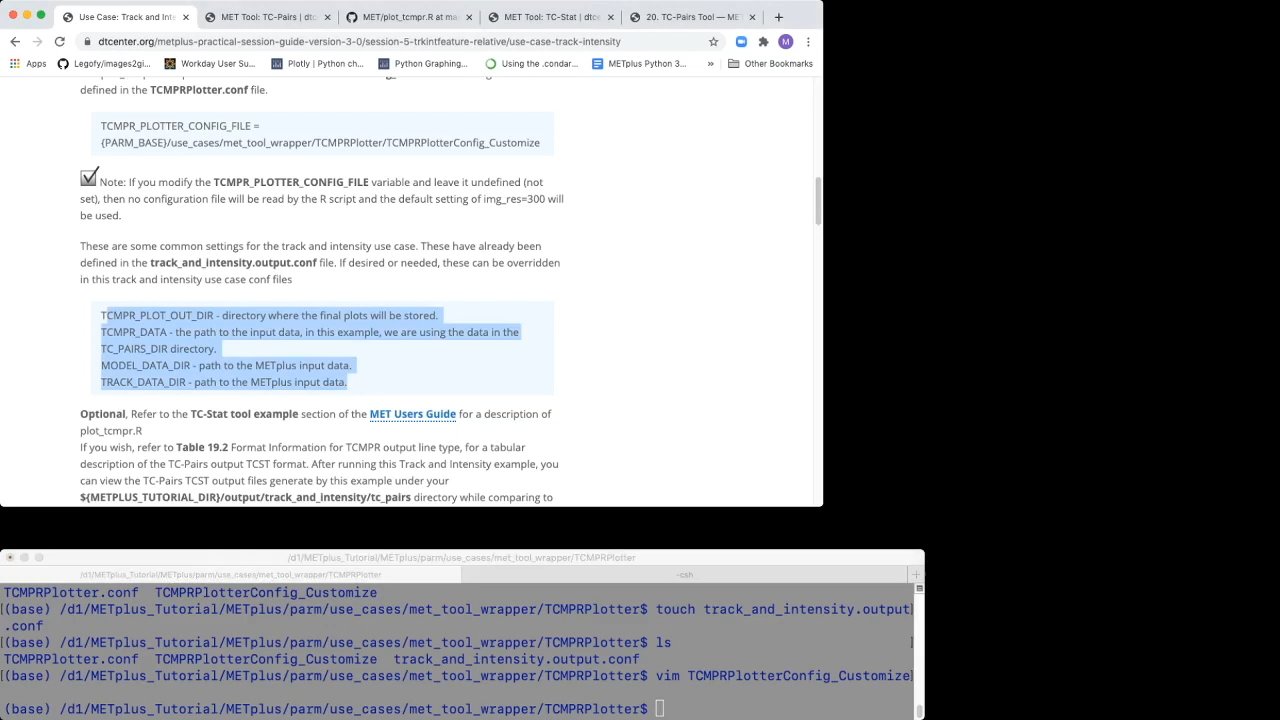 Use Case: Track and Inten
MET Tool: TC-Pairs | dtc
MET/plot_tcmpr.R at ma
MET Tool: TC-Stat | dtce
20. TC-Pairs Tool — ME
dtcenter.org/metplus-practical-session-guide-version-3-0/session-5-trkintfeature-relative/use-case-track-intensity
M
Apps
Legofy/images2gi...
Workday User Su...
Plotly | Python ch...
Python Graphing...
Using the .condar...
METplus Python 3...
»
Other Bookmarks
defined in the TCMPRPlotter.conf file.
TCMPR_PLOTTER_CONFIG_FILE =
{PARM_BASE}/use_cases/met_tool_wrapper/TCMPRPlotter/TCMPRPlotterConfig_Customize
Note: If you modify the TCMPR_PLOTTER_CONFIG_FILE variable and leave it undefined (not
set), then no configuration file will be read by the R script and the default setting of img_res=300 will
be used.
These are some common settings for the track and intensity use case. These have already been
defined in the track_and_intensity.output.conf file. If desired or needed, these can be overridden
in this track and intensity use case conf files
TCMPR_PLOT_OUT_DIR - directory where the final plots will be stored.
TCMPR_DATA - the path to the input data, in this example, we are using the data in the
TC_PAIRS_DIR directory.
MODEL_DATA_DIR - path to the METplus input data.
TRACK_DATA_DIR - path to the METplus input data.
Optional, Refer to the TC-Stat tool example section of the MET Users Guide for a description of
plot_tcmpr.R
If you wish, refer to Table 19.2 Format Information for TCMPR output line type, for a tabular
description of the TC-Pairs output TCST format. After running this Track and Intensity example, you
can view the TC-Pairs TCST output files generate by this example under your
${METPLUS_TUTORIAL_DIR}/output/track_and_intensity/tc_pairs directory while comparing to
/d1/METplus_Tutorial/METplus/parm/use_cases/met_tool_wrapper/TCMPRPlotter
/d1/METplus_Tutorial/METplus/parm/use_cases/met_tool_wrapper/TCMPRPlotter
-csh
TCMPRPlotter.conf  TCMPRPlotterConfig_Customize
[(base) /d1/METplus_Tutorial/METplus/parm/use_cases/met_tool_wrapper/TCMPRPlotter$ touch track_and_intensity.output]
.conf
[(base) /d1/METplus_Tutorial/METplus/parm/use_cases/met_tool_wrapper/TCMPRPlotter$ ls ]
TCMPRPlotter.conf  TCMPRPlotterConfig_Customize  track_and_intensity.output.conf
[(base) /d1/METplus_Tutorial/METplus/parm/use_cases/met_tool_wrapper/TCMPRPlotter$ vim TCMPRPlotterConfig_Customize]
(base) /d1/METplus_Tutorial/METplus/parm/use_cases/met_tool_wrapper/TCMPRPlotter$